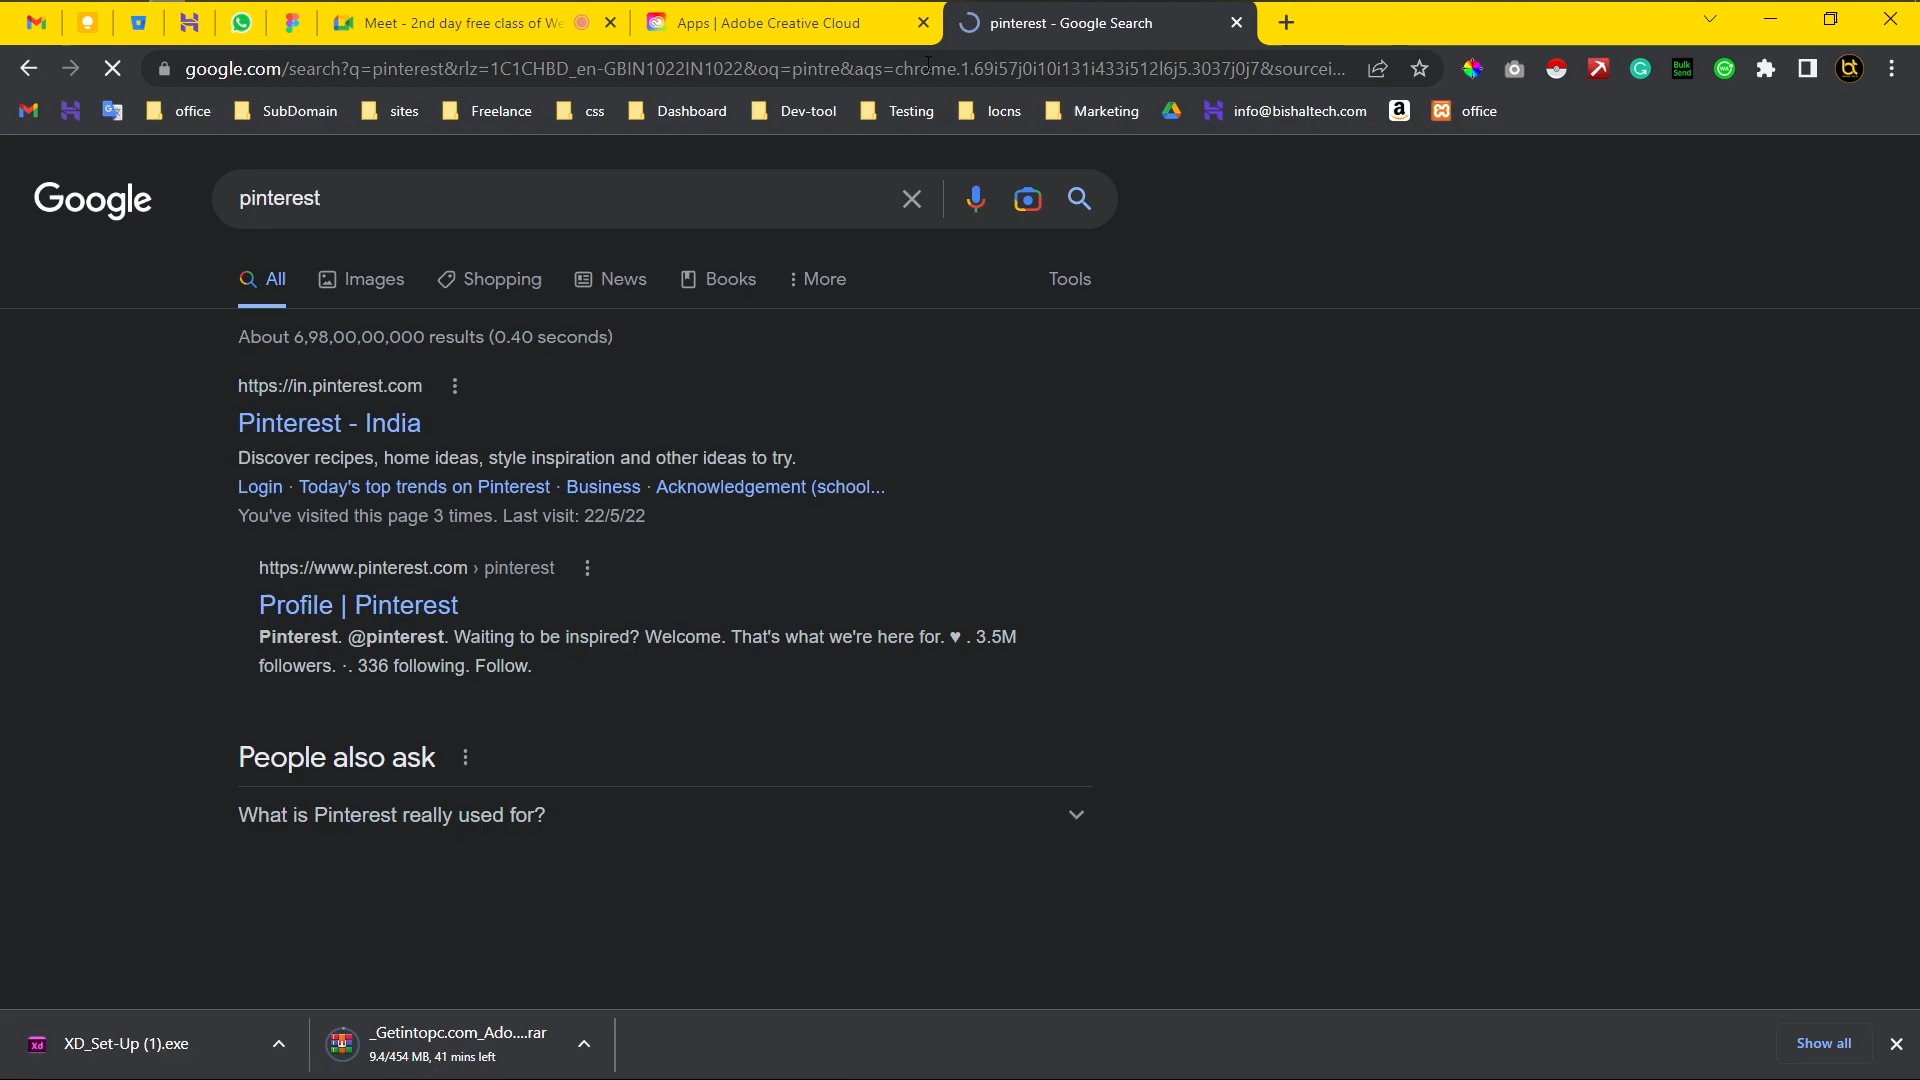 Meet - 2nd day free class of We
Apps | Adobe Creative Cloud
pinterest - Google Search
google.com/search?q=pinterest&rlz=1C1CHBD_en-GBIN1022IN1022&oq=pintre&aqs=chrome.1.69i57j0i10i131i433i512l6j5.3037j0j7&sourcei...
office
SubDomain
sites
Freelance
css
Dashboard
Dev-tool
Testing
locns
Marketing
info@bishaltech.com
office
Google
pinterest
All
Images
Shopping
News
Books
More
Tools
About 6,98,00,00,000 results (0.40 seconds)
https://in.pinterest.com
Pinterest - India
Discover recipes, home ideas, style inspiration and other ideas to try.
Login · Today's top trends on Pinterest · Business · Acknowledgement (school...
You've visited this page 3 times. Last visit: 22/5/22
https://www.pinterest.com › pinterest
Profile | Pinterest
Pinterest. @pinterest. Waiting to be inspired? Welcome. That's what we're here for. ♥ . 3.5M
followers. ·. 336 following. Follow.
People also ask
What is Pinterest really used for?
XD_Set-Up (1).exe
_Getintopc.com_Ado....rar
9.4/454 MB, 41 mins left
Show all